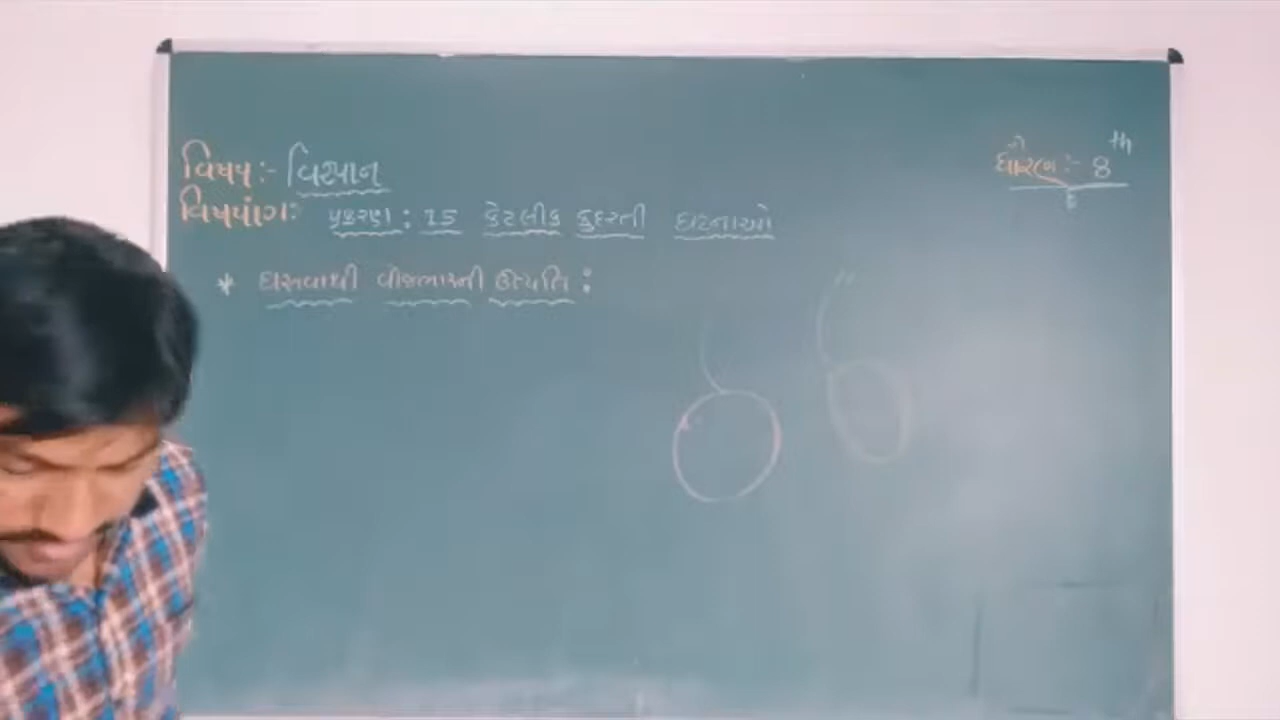 વિષય:- વિજ્ઞાન
ધોરણ :- 8th
વિષયાંગ: પ્રકરણ : 15 કેટલીક કુદરતી ઘટનાઓ
* ઘસવાથી વીજભારની ઉત્પતિ :